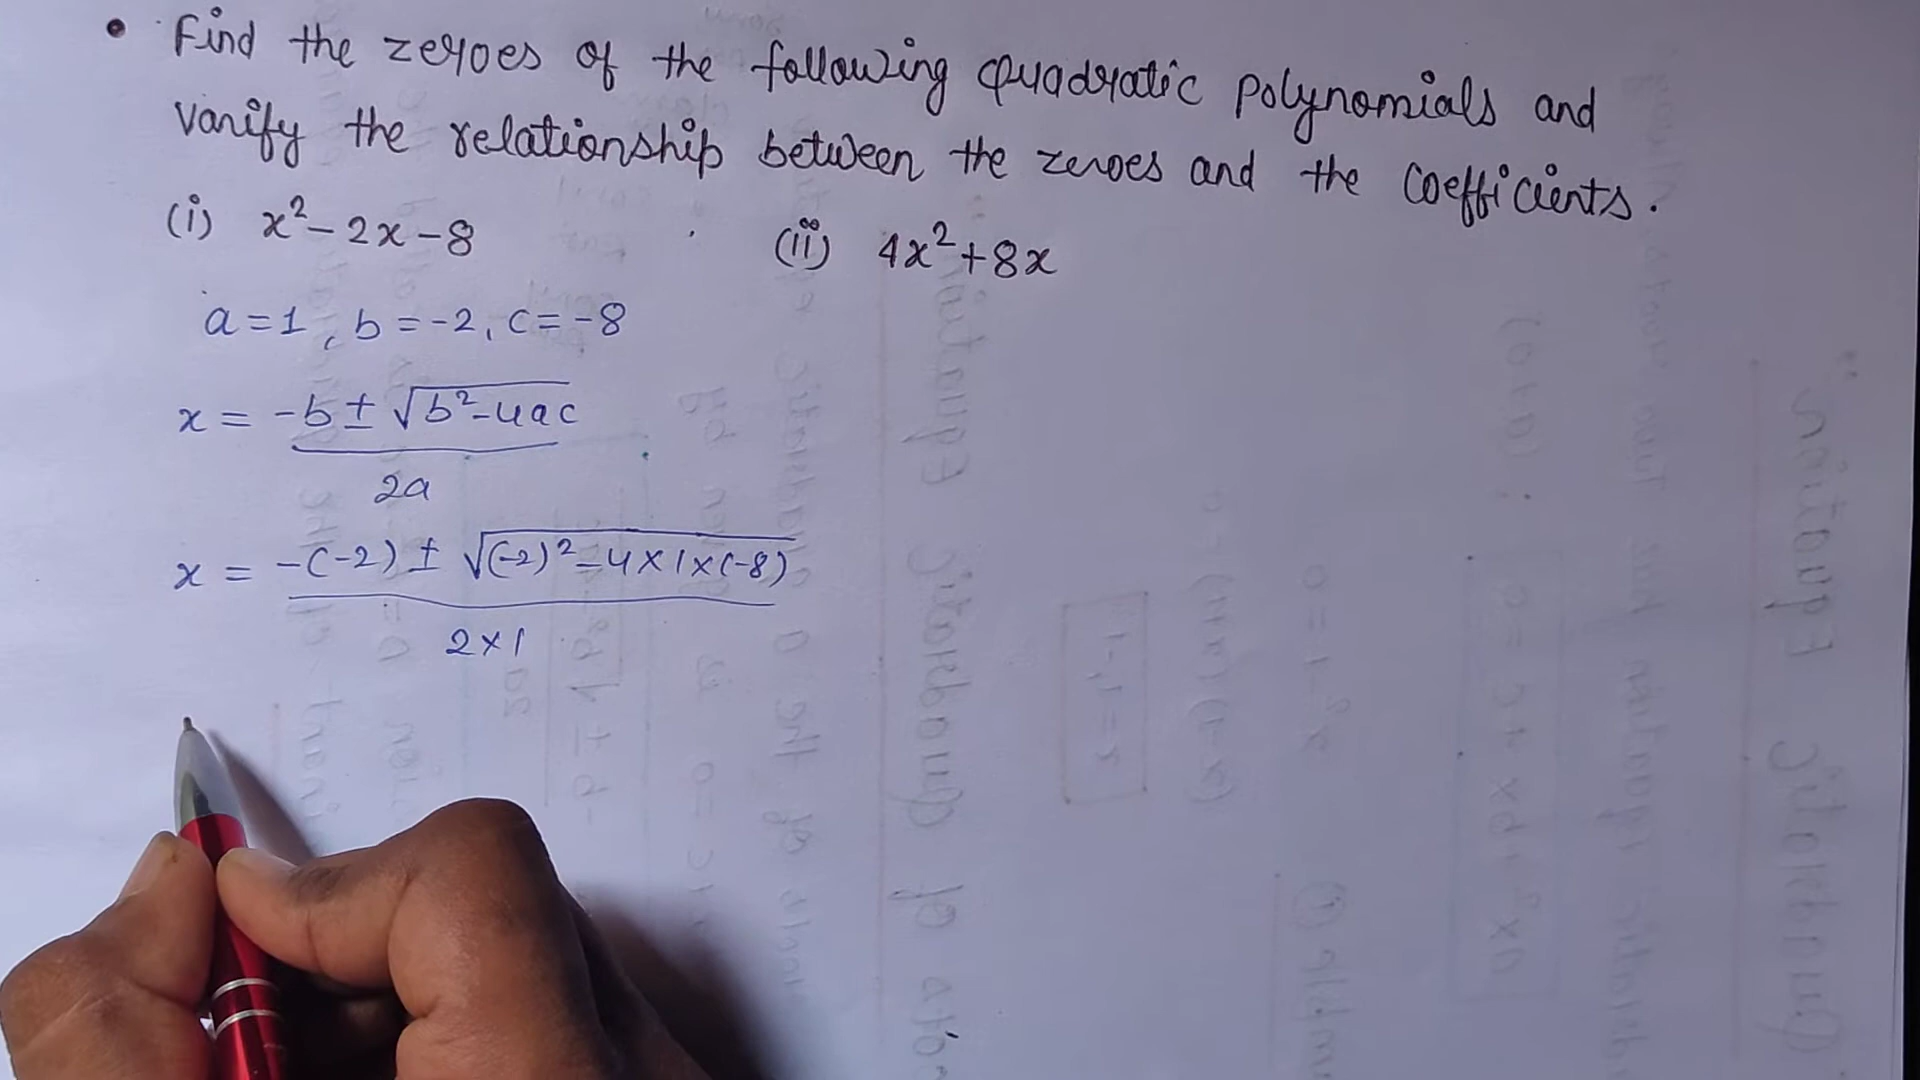 • Find the zeroes of the following quadratic polynomials and
Varify the relationship between the zeroes and the coefficients.
(i) x² - 2x - 8 (ii) 4x² + 8x
a = 1, b = -2, c = -8
x = -b ± √b² - 4ac
2a
x = -(-2) ± √(-2)² - 4 × 1 × (-8)
2 × 1